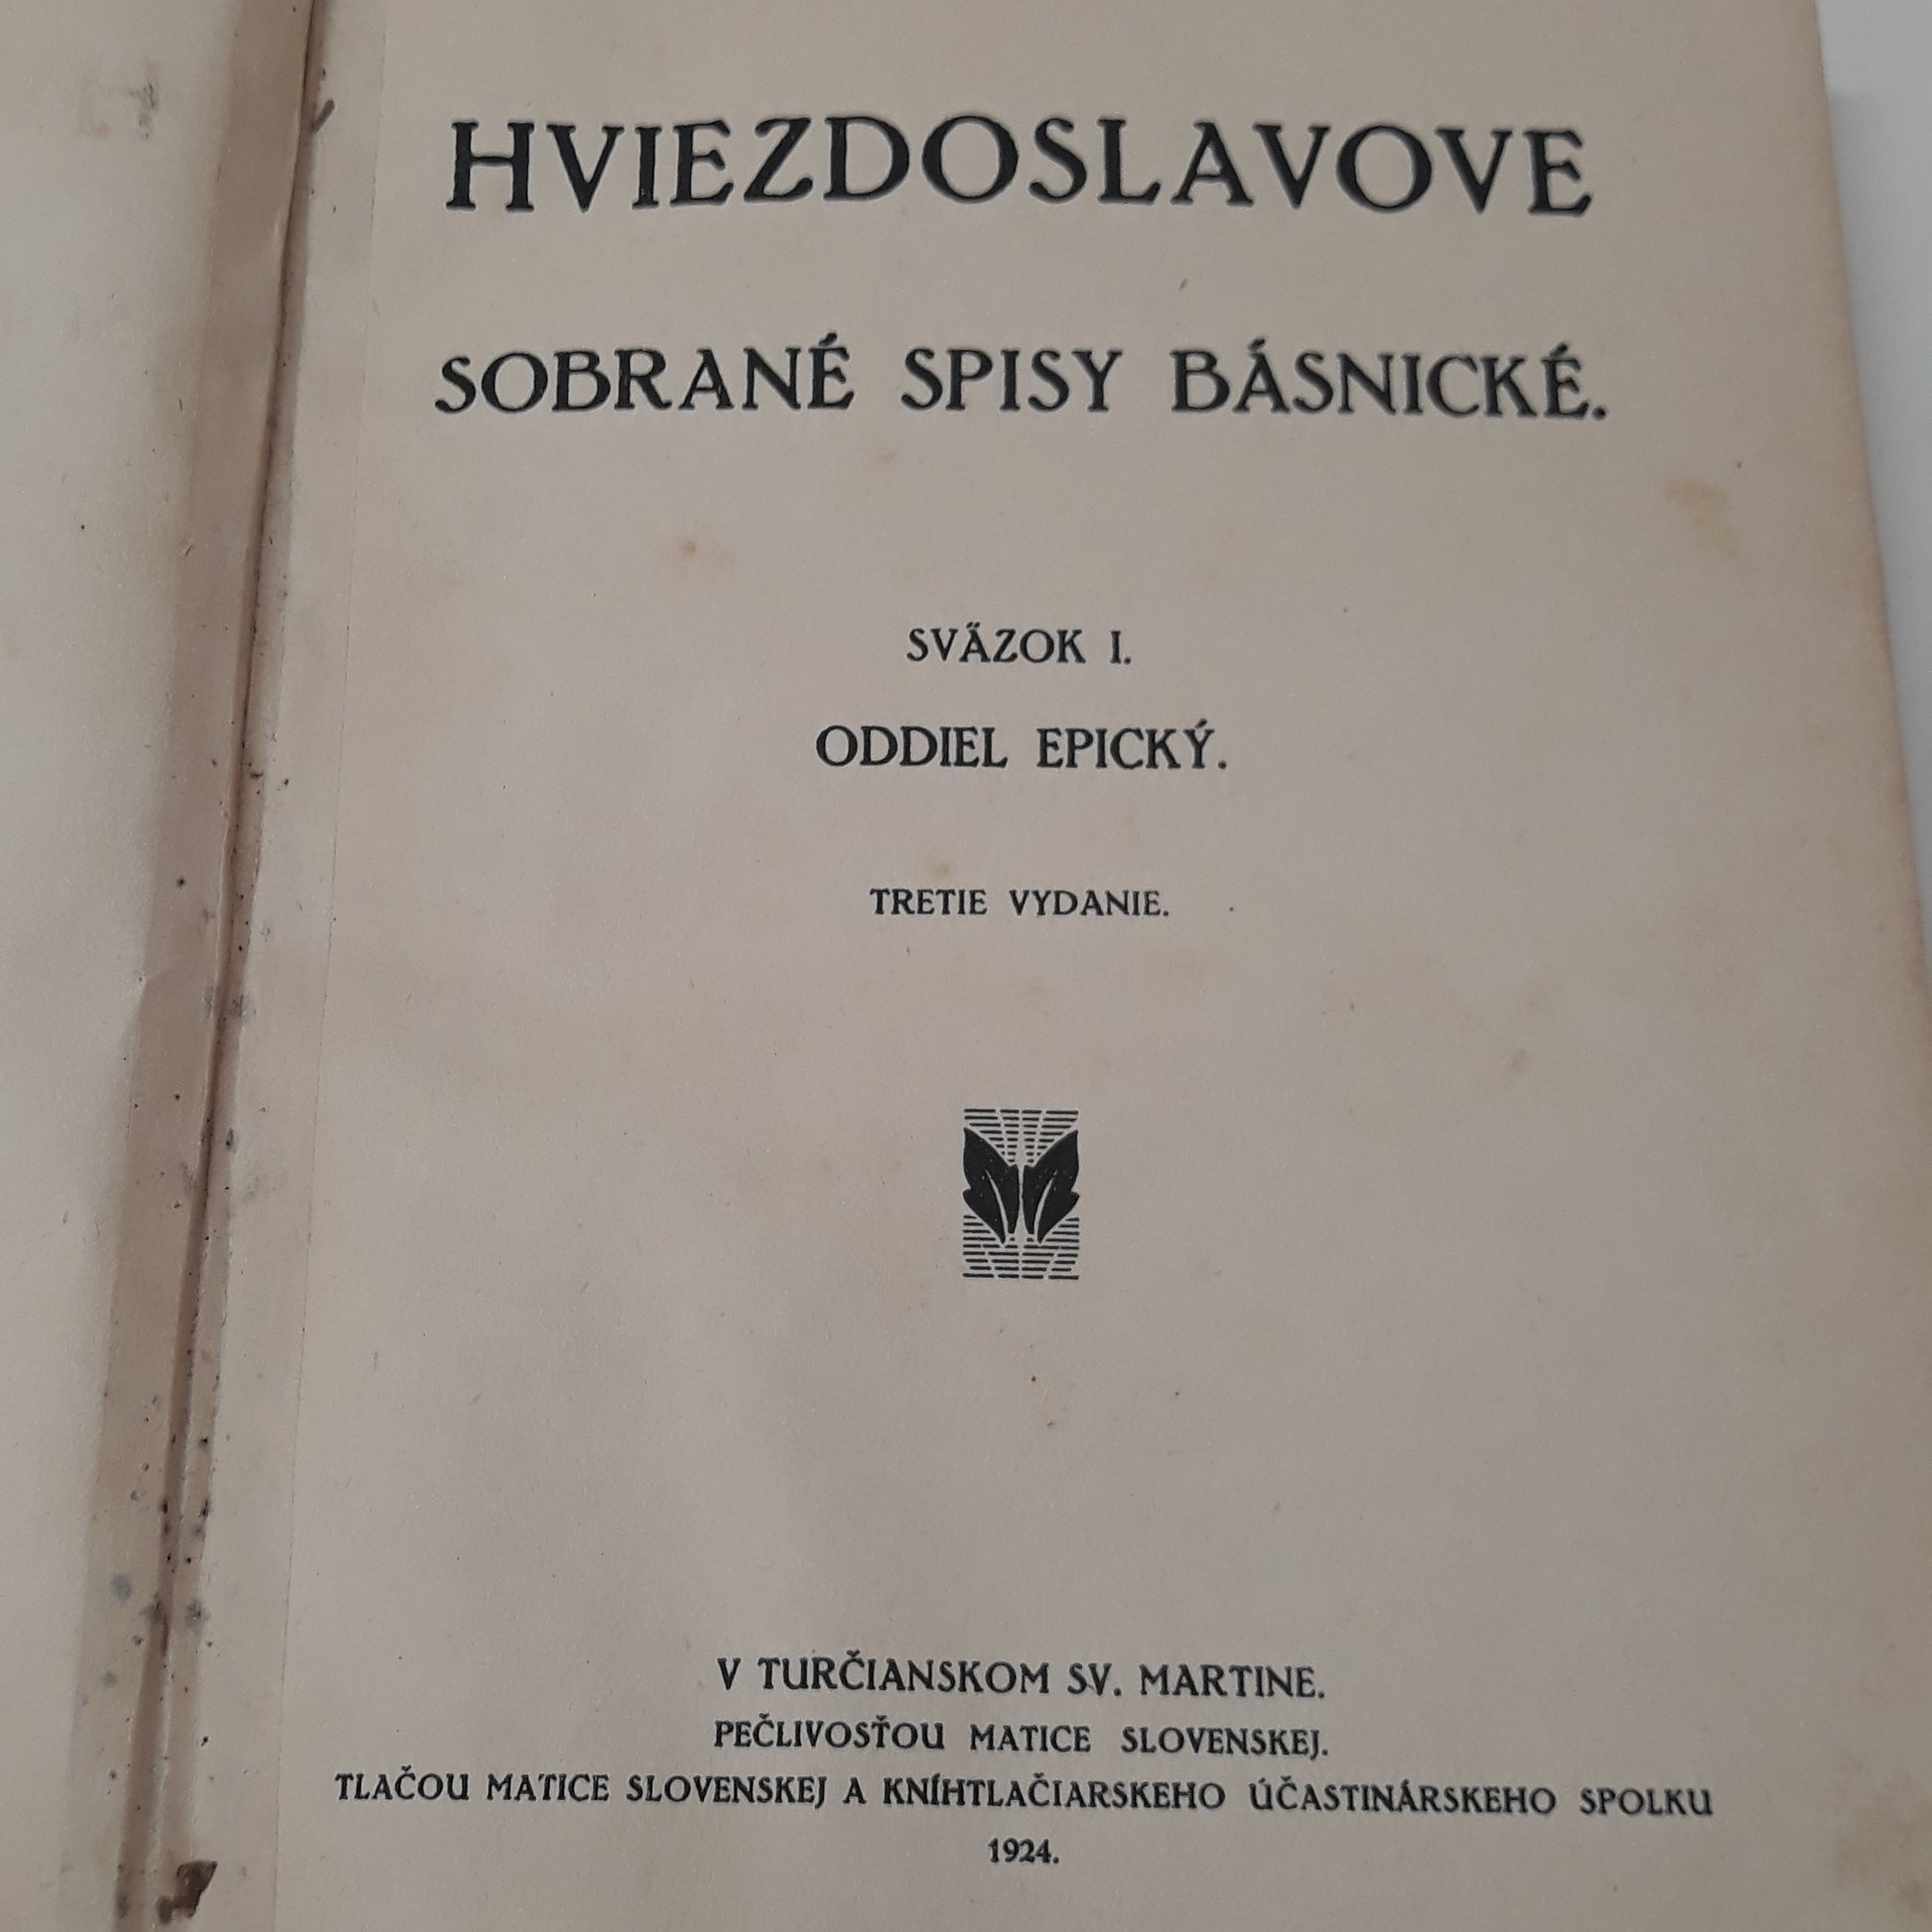 HVIEZDOSLAVOVE
SOBRANÉ SPISY BÁSNICKÉ.
SVÄZOK I.
ODDIEL EPICKÝ.
TRETIE VYDANIE.
V TURČIANSKOM SV. MARTINE.
PEČLIVOSŤOU MATICE SLOVENSKEJ.
TLAČOU MATICE SLOVENSKEJ A KNÍHTLAČIARSKEHO ÚČASTINÁRSKEHO SPOLKU
1924.